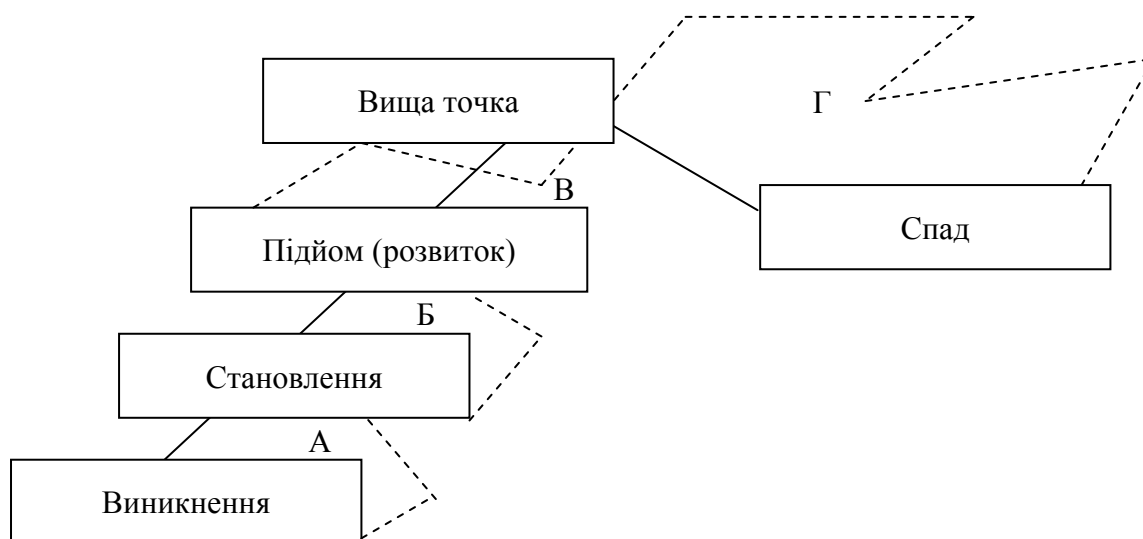 Вища точка
Г
В
Підйом (розвиток)
Спад
Б
Становлення
А
Виникнення